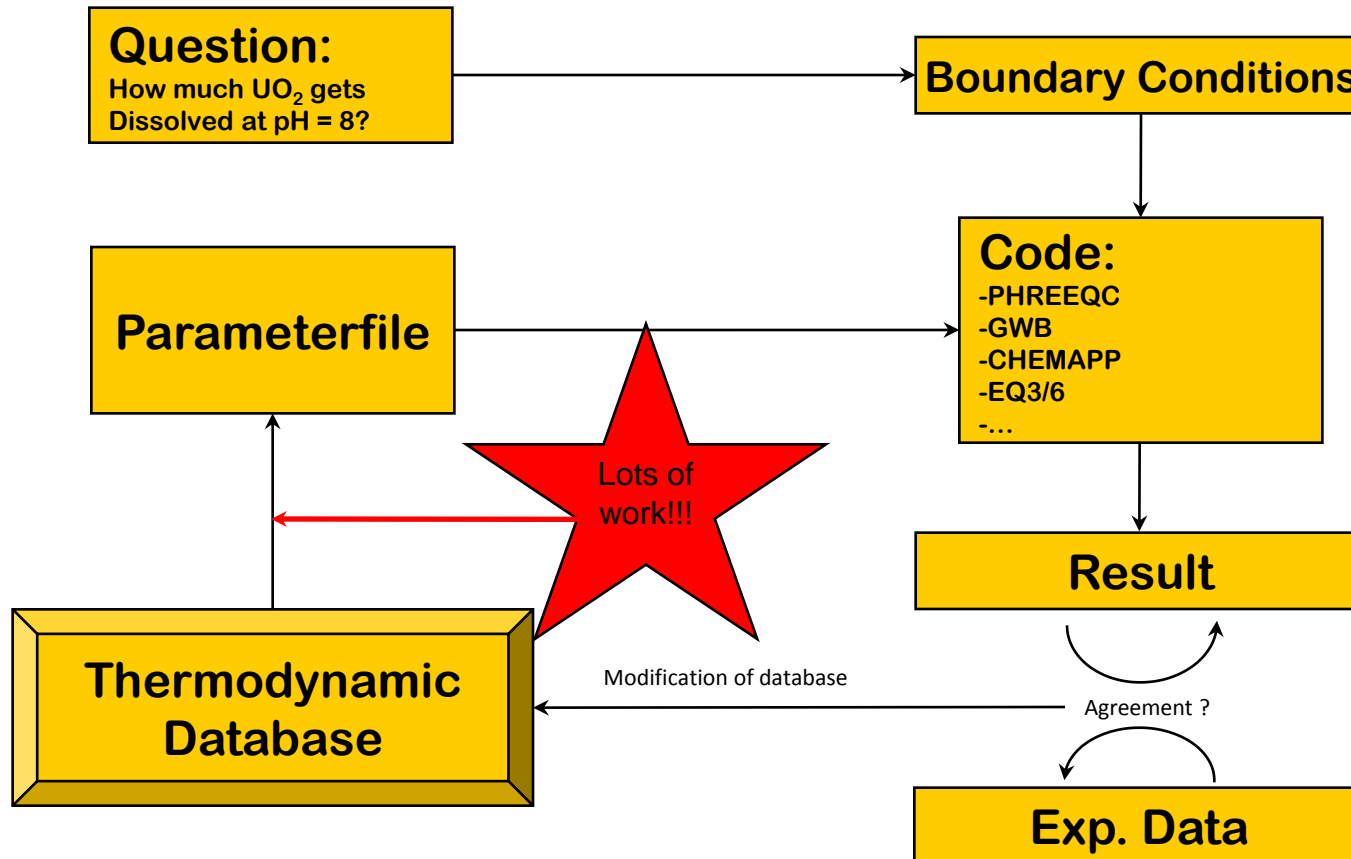 Question:
How much UO₂ gets
Dissolved at pH = 8?
Boundary Conditions
Parameterfile
Code:
-PHREEQC
-GWB
-CHEMAPP
-EQ3/6
-...
Lots of
work!!!
Result
Thermodynamic
Database
Modification of database
Agreement ?
Exp. Data